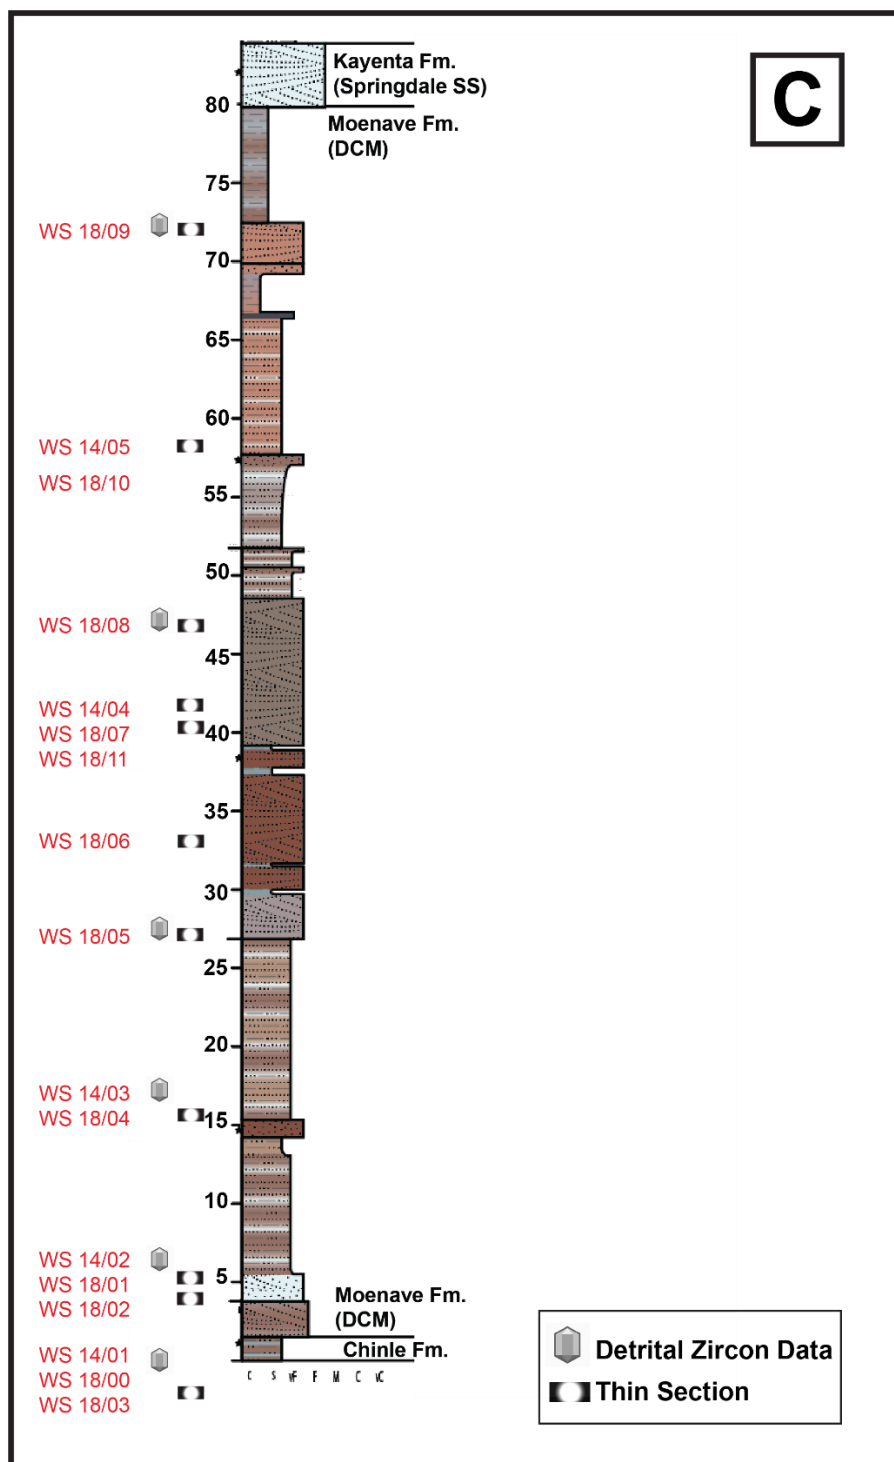 C
Kayenta Fm.
(Springdale SS)
80
Moenave Fm.
(DCM)
75
WS 18/09
70
65
60
WS 14/05
WS 18/10
55
50
WS 18/08
45
WS 14/04
WS 18/07
40
WS 18/11
35
WS 18/06
30
WS 18/05
25
20
WS 14/03
WS 18/04
15
10
WS 14/02
5
WS 18/01
WS 18/02
Moenave Fm.
(DCM)
Chinle Fm.
WS 14/01
WS 18/00
WS 18/03
C S VF F M C VC
Detrital Zircon Data
Thin Section